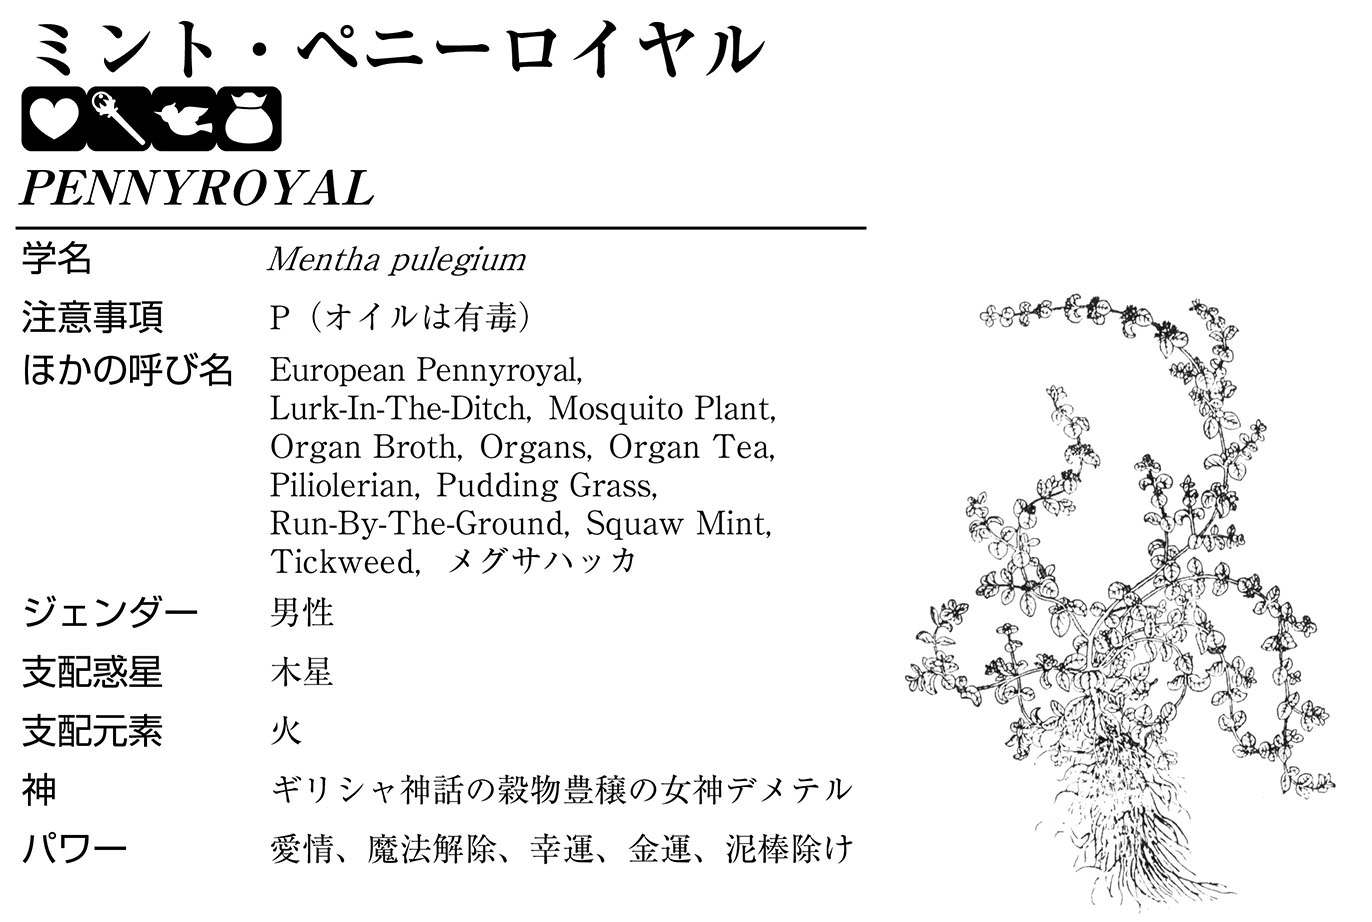 ミント・ペニーロイヤル
PENNYROYAL
学名 Mentha pulegium
注意事項 P（オイルは有毒）
ほかの呼び名 European Pennyroyal,
Lurk-In-The-Ditch, Mosquito Plant,
Organ Broth, Organs, Organ Tea,
Piliolerian, Pudding Grass,
Run-By-The-Ground, Squaw Mint,
Tickweed, メグサハッカ
ジェンダー 男性
支配惑星 木星
支配元素 火
神 ギリシャ神話の穀物豊穣の女神デメテル
パワー 愛情、魔法解除、幸運、金運、泥棒除け